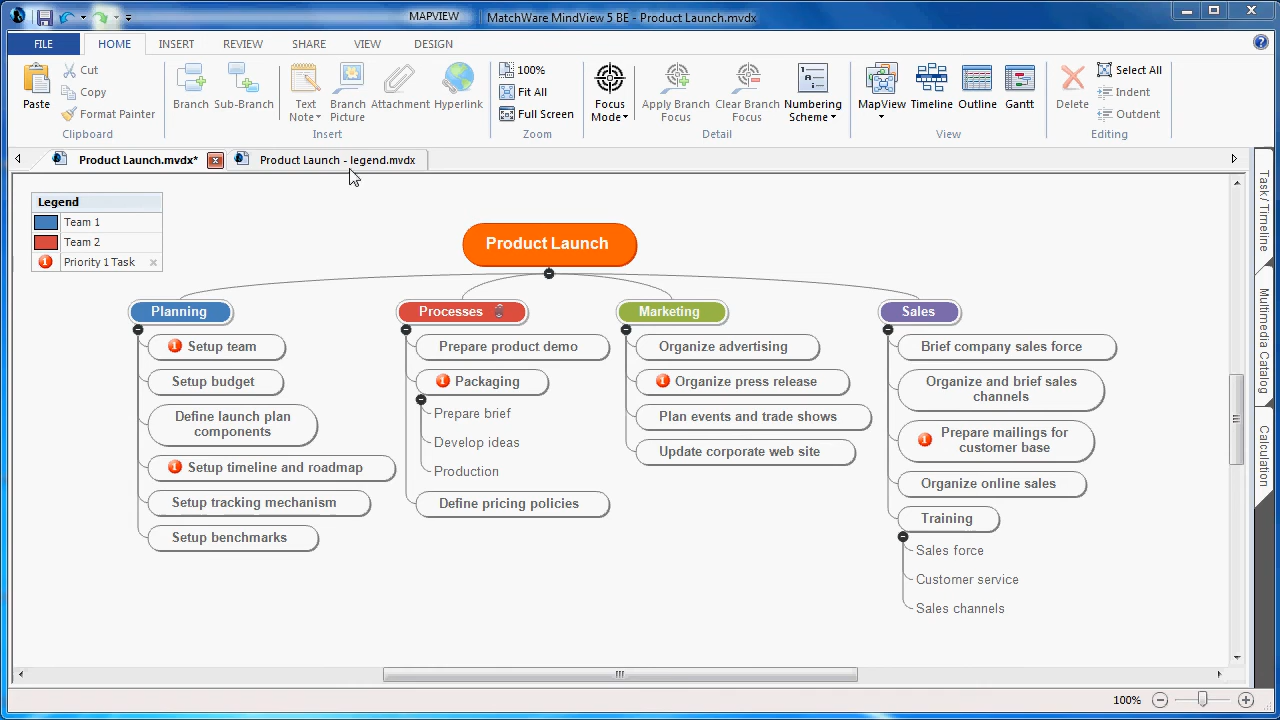 MAPVIEW
MatchWare MindView 5 BE - Product Launch.mvdx
FILE
HOME
INSERT
REVIEW
SHARE
VIEW
DESIGN
Paste
Cut
Copy
Format Painter
Clipboard
Branch
Sub-Branch
Text
Note
Branch
Picture
Attachment
Hyperlink
Insert
100%
Fit All
Full Screen
Zoom
Focus
Mode
Apply Branch
Focus
Clear Branch
Focus
Numbering
Scheme
Detail
MapView
Timeline
Outline
Gantt
View
Delete
Select All
Indent
Outdent
Editing
Product Launch.mvdx*
Product Launch - legend.mvdx
Legend
Team 1
Team 2
1 Priority 1 Task
Product Launch
Planning
1 Setup team
Setup budget
Define launch plan
components
1 Setup timeline and roadmap
Setup tracking mechanism
Setup benchmarks
Processes
Prepare product demo
1 Packaging
Prepare brief
Develop ideas
Production
Define pricing policies
Marketing
Organize advertising
1 Organize press release
Plan events and trade shows
Update corporate web site
Sales
Brief company sales force
Organize and brief sales
channels
1 Prepare mailings for
customer base
Organize online sales
Training
Sales force
Customer service
Sales channels
Task / Timeline
Multimedia Catalog
Calculation
100%